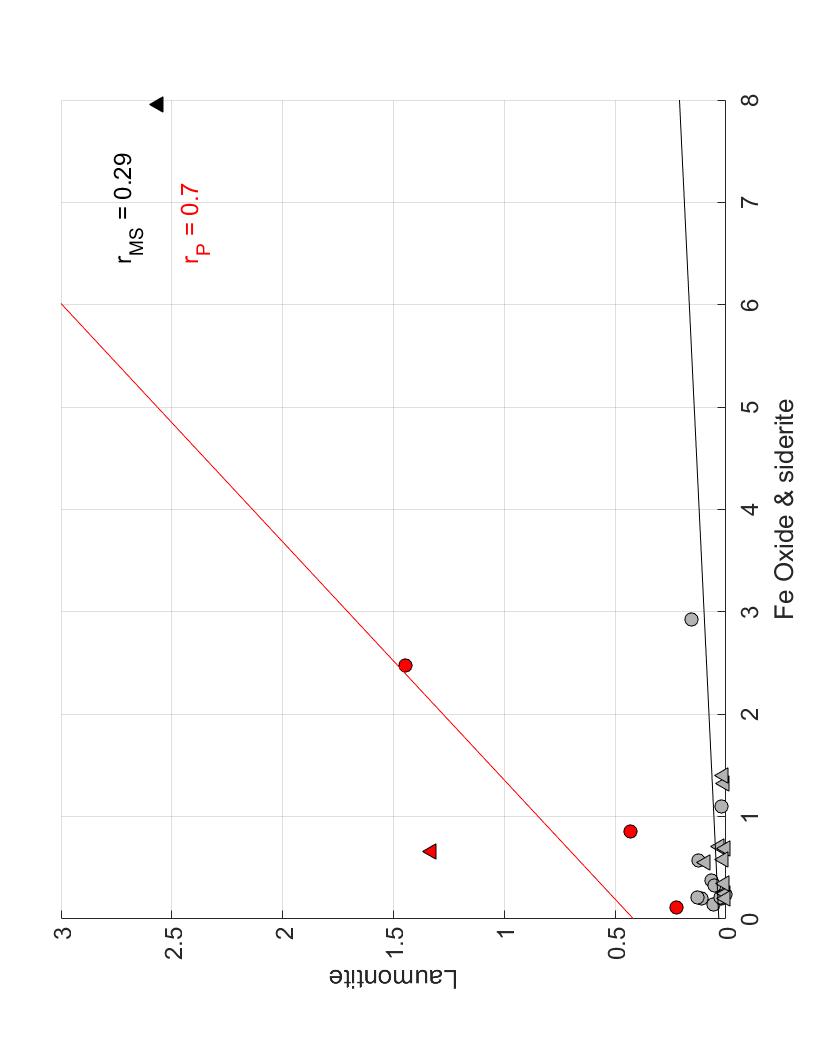 3
2.5
2
1.5
1
0.5
0
r_MS = 0.29
r_P = 0.7
Laumontite
0 1 2 3 4 5 6 7 8
Fe Oxide & siderite